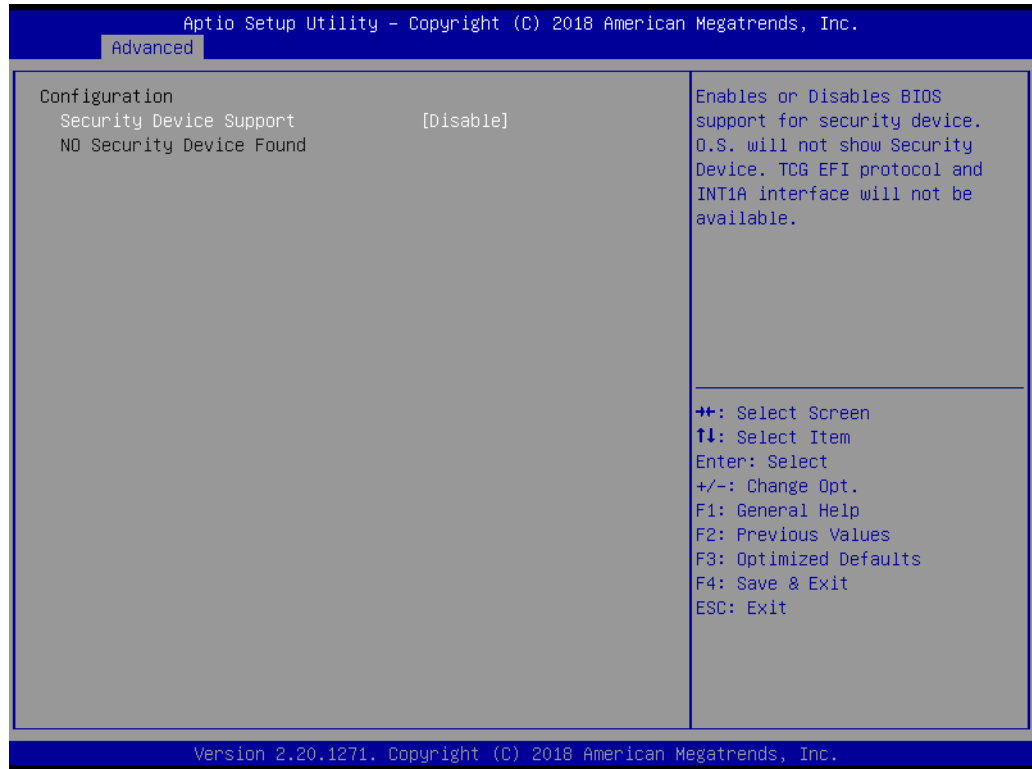 Aptio Setup Utility – Copyright (C) 2018 American Megatrends, Inc.
Advanced
Configuration
Security Device Support [Disable]
NO Security Device Found
Enables or Disables BIOS
support for security device.
O.S. will not show Security
Device. TCG EFI protocol and
INT1A interface will not be
available.
→←: Select Screen
↑↓: Select Item
Enter: Select
+/-: Change Opt.
F1: General Help
F2: Previous Values
F3: Optimized Defaults
F4: Save & Exit
ESC: Exit
Version 2.20.1271. Copyright (C) 2018 American Megatrends, Inc.